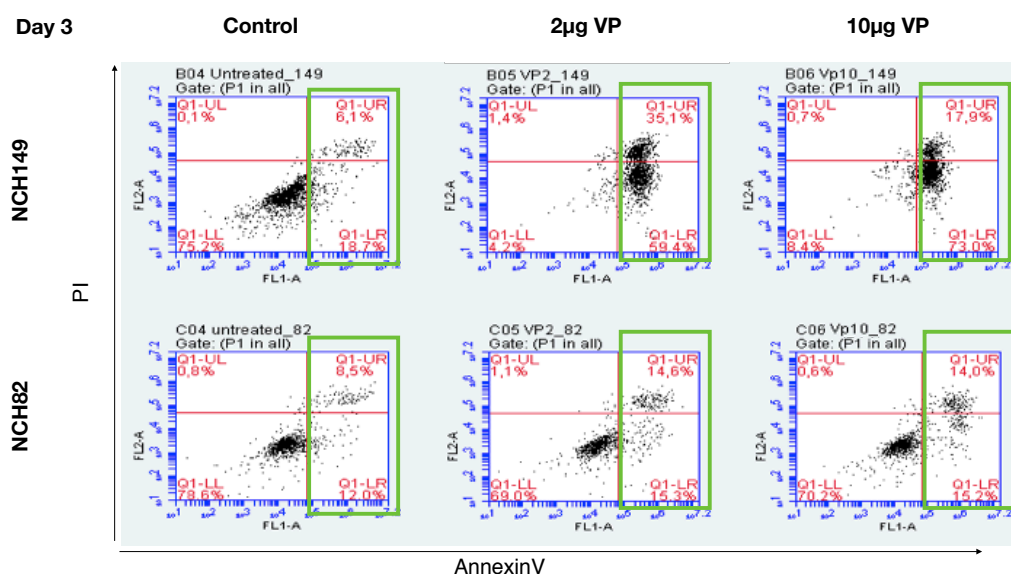 Day 3
Control
2µg VP
10µg VP
B04 Untreated_149
Gate: (P1 in all)
Q1-UL
0,1%
Q1-UR
6,1%
Q1-LL
75,2%
Q1-LR
18,7%
FL2-A
FL1-A
B05 VP2_149
Gate: (P1 in all)
Q1-UL
1,4%
Q1-UR
35,1%
Q1-LL
4,2%
Q1-LR
59,4%
FL2-A
FL1-A
B06 Vp10_149
Gate: (P1 in all)
Q1-UL
0,7%
Q1-UR
17,9%
Q1-LL
8,4%
Q1-LR
73,0%
FL2-A
FL1-A
NCH149
PI
C04 untreated_82
Gate: (P1 in all)
Q1-UL
0,8%
Q1-UR
8,5%
Q1-LL
78,6%
Q1-LR
12,0%
FL2-A
FL1-A
C05 VP2_82
Gate: (P1 in all)
Q1-UL
1,1%
Q1-UR
14,6%
Q1-LL
69,0%
Q1-LR
15,3%
FL2-A
FL1-A
C06 Vp10_82
Gate: (P1 in all)
Q1-UL
0,6%
Q1-UR
14,0%
Q1-LL
70,2%
Q1-LR
15,2%
FL2-A
FL1-A
NCH82
AnnexinV